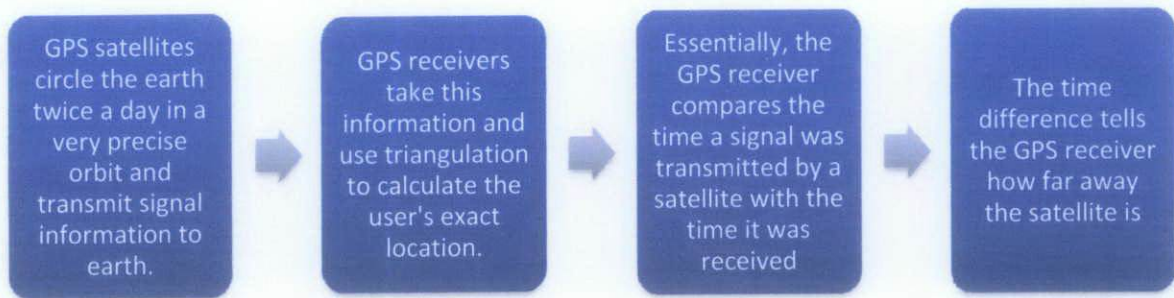 GPS satellites
circle the earth
twice a day in a
very precise
orbit and
transmit signal
information to
earth.
GPS receivers
take this
information and
use triangulation
to calculate the
user's exact
location.
Essentially, the
GPS receiver
compares the
time a signal was
transmitted by a
satellite with the
time it was
received
The time
difference tells
the GPS receiver
how far away
the satellite is